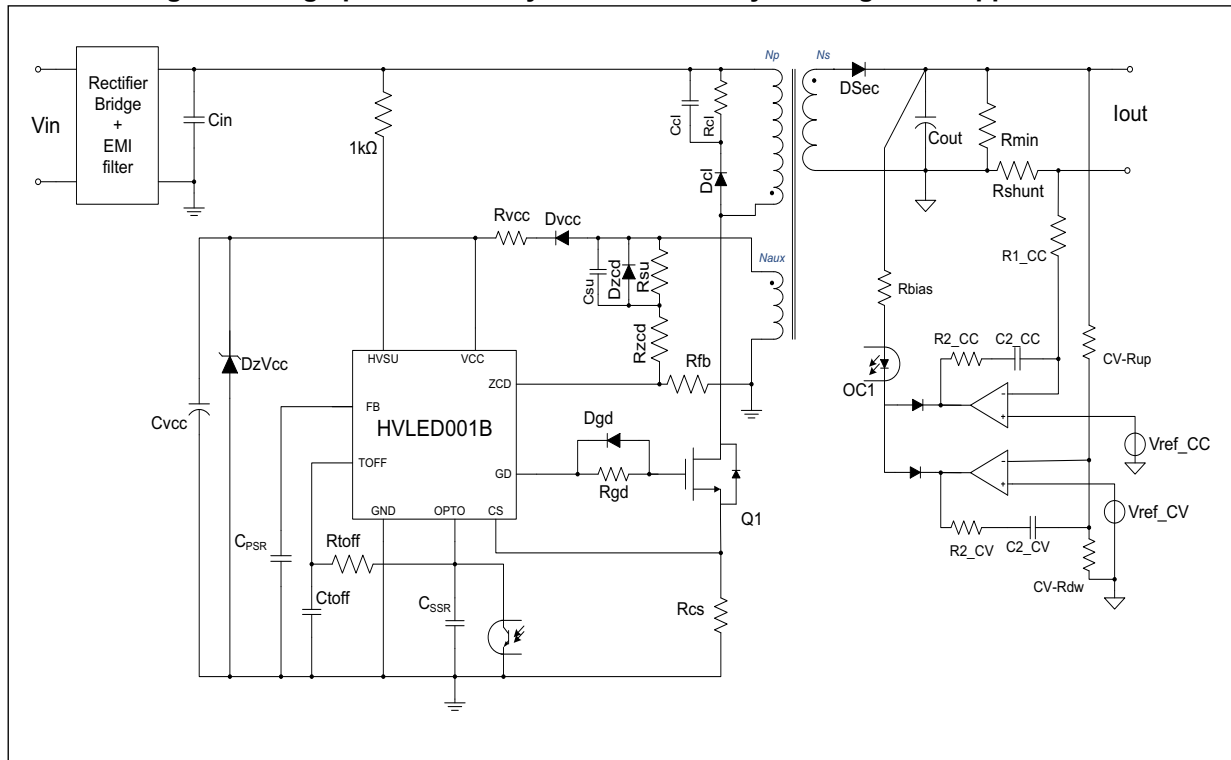 Np
Ns
Rectifier
Bridge
+
EMI
filter
Vin
Cin
1kΩ
Ccl
Rcl
Dcl
DSec
Cout
Rmin
Rshunt
Iout
Rvcc
Dvcc
Csu
Dzcd
Rsu
Naux
R1_CC
Rbias
Rzcd
Rfb
DzVcc
Cvcc
HVSU
VCC
ZCD
FB
HVLED001B
TOFF
GD
GND
OPTO
CS
Dgd
Rgd
Q1
R2_CC
C2_CC
CV-Rup
OC1
-
+
Vref_CC
-
+
Vref_CV
R2_CV
C2_CV
CV-Rdw
CPSR
Rtoff
Ctoff
CSSR
Rcs